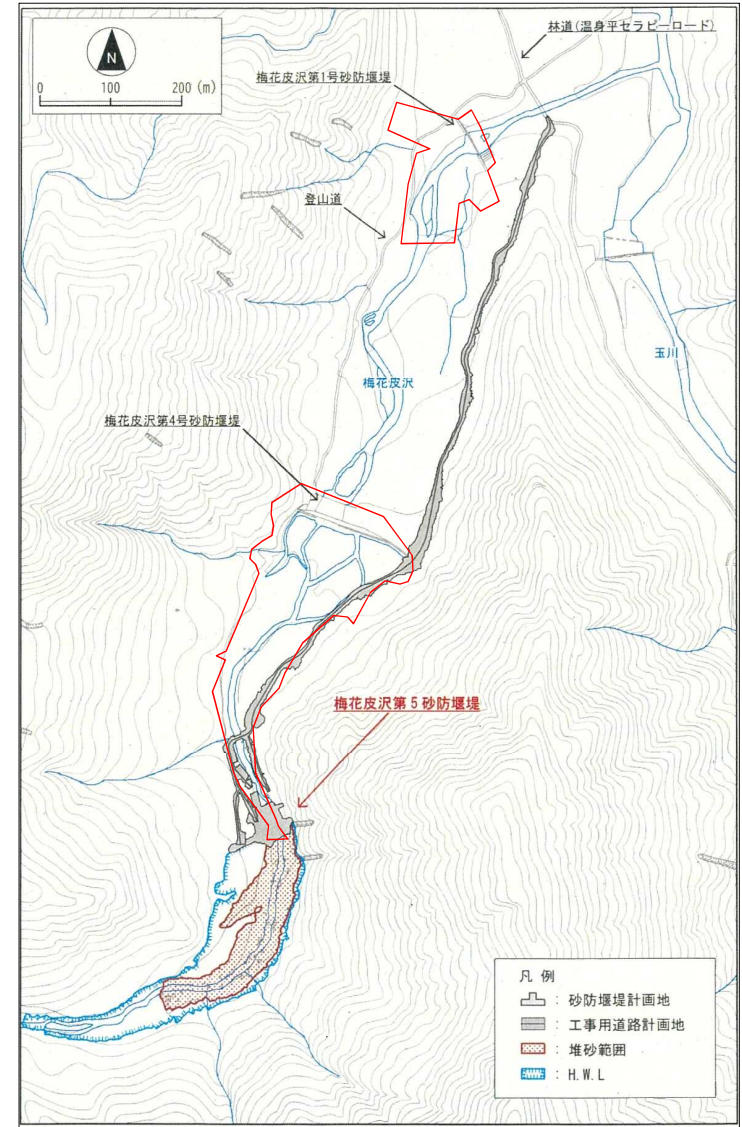 林道(温身平セラピーロード)
N
0 100 200 (m)
梅花皮沢第1号砂防堰堤
登山道
玉川
梅花皮沢
梅花皮沢第4号砂防堰堤
梅花皮沢第5砂防堰堤
凡 例
: 砂防堰堤計画地
: 工事用道路計画地
: 堆砂範囲
: H.W.L